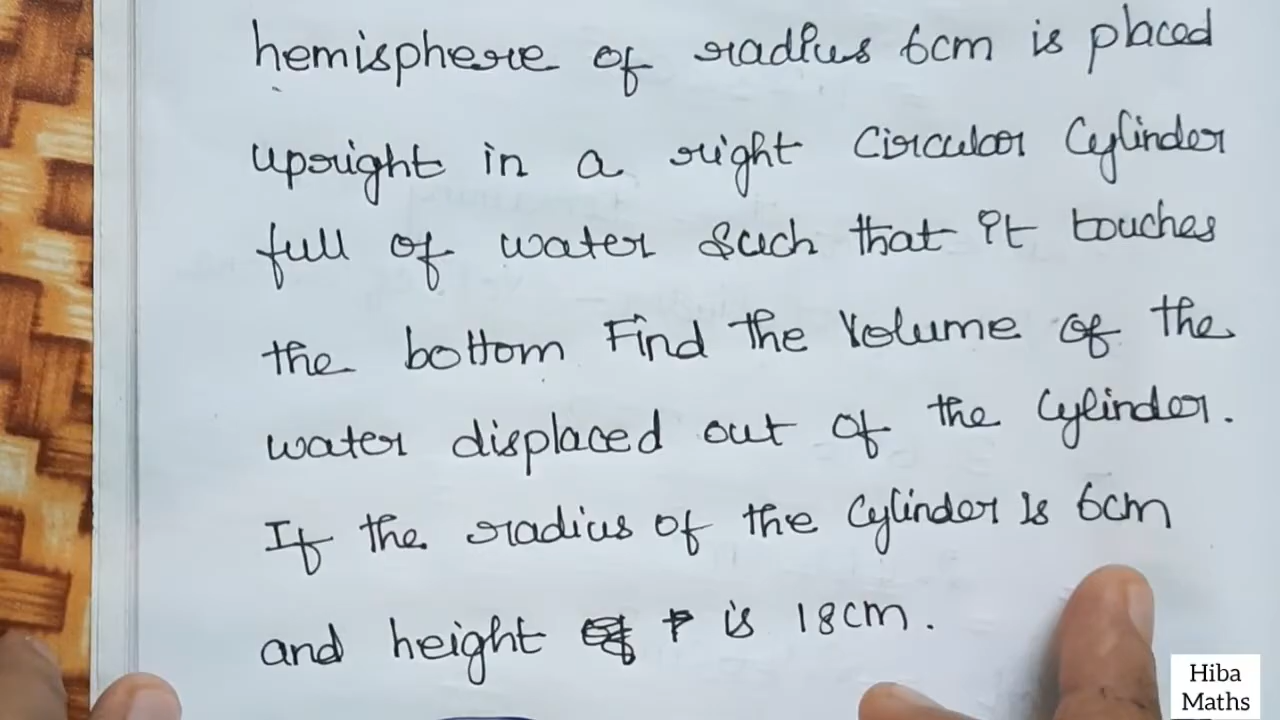 hemisphere of radius 6cm is placed
upright in a right Circular Cylinder
full of water Such that it touches
the bottom Find the Volume of the
water displaced out of the Cylinder.
If the radius of the Cylinder is 6cm
and height is 18cm.
Hiba
Maths